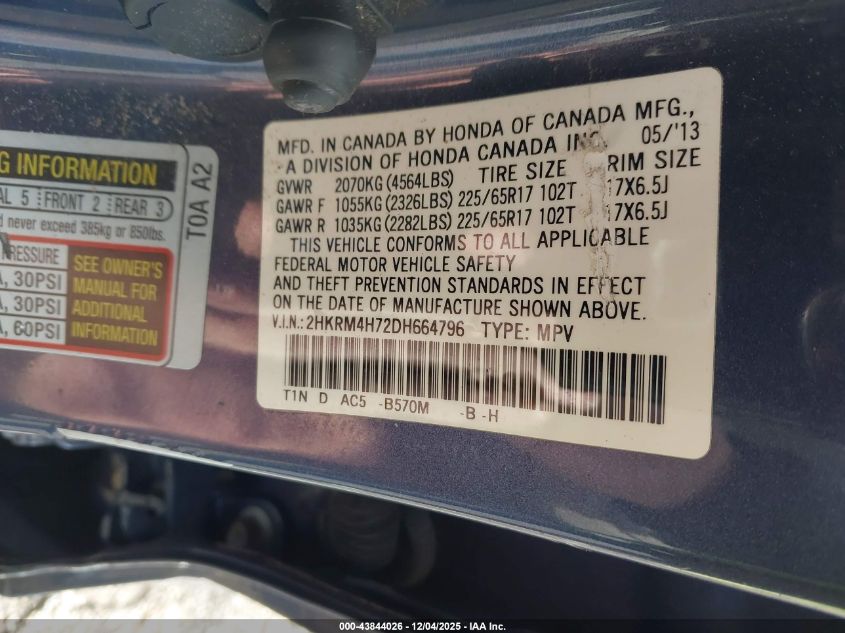 G INFORMATION
AL 5 FRONT 2 REAR 3
d never exceed 385kg or 850lbs.
PRESSURE
A, 30PSI
A, 30PSI
A, 60PSI
SEE OWNER'S
MANUAL FOR
ADDITIONAL
INFORMATION
T0A A2
MFD. IN CANADA BY HONDA OF CANADA MFG.,
A DIVISION OF HONDA CANADA INC. 05/'13
GVWR 2070KG (4564LBS) TIRE SIZE RIM SIZE
GAWR F 1055KG (2326LBS) 225/65R17 102T 17X6.5J
GAWR R 1035KG (2282LBS) 225/65R17 102T 17X6.5J
THIS VEHICLE CONFORMS TO ALL APPLICABLE
FEDERAL MOTOR VEHICLE SAFETY
AND THEFT PREVENTION STANDARDS IN EFFECT
ON THE DATE OF MANUFACTURE SHOWN ABOVE.
V.I.N.: 2HKRM4H72DH664796 TYPE: MPV
T1N D AC5 -B570M -B -H
000-43844026 - 12/04/2025 - IAA Inc.